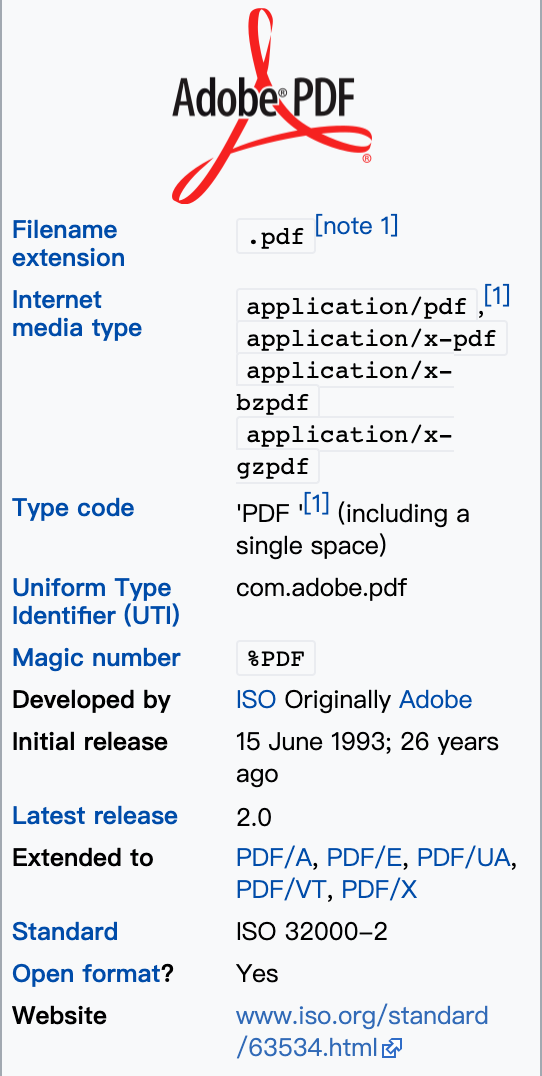 Adobe® PDF
®
Filename extension .pdf [note 1]
Internet media type application/pdf ,[1]
application/x-pdf
application/x-
bzpdf
application/x-
gzpdf
Type code 'PDF '[1] (including a
single space)
Uniform Type Identifier (UTI) com.adobe.pdf
Magic number %PDF
Developed by ISO Originally Adobe
Initial release 15 June 1993; 26 years
ago
Latest release 2.0
Extended to PDF/A, PDF/E, PDF/UA,
PDF/VT, PDF/X
Standard ISO 32000–2
Open format? Yes
Website www.iso.org/standard
/63534.html